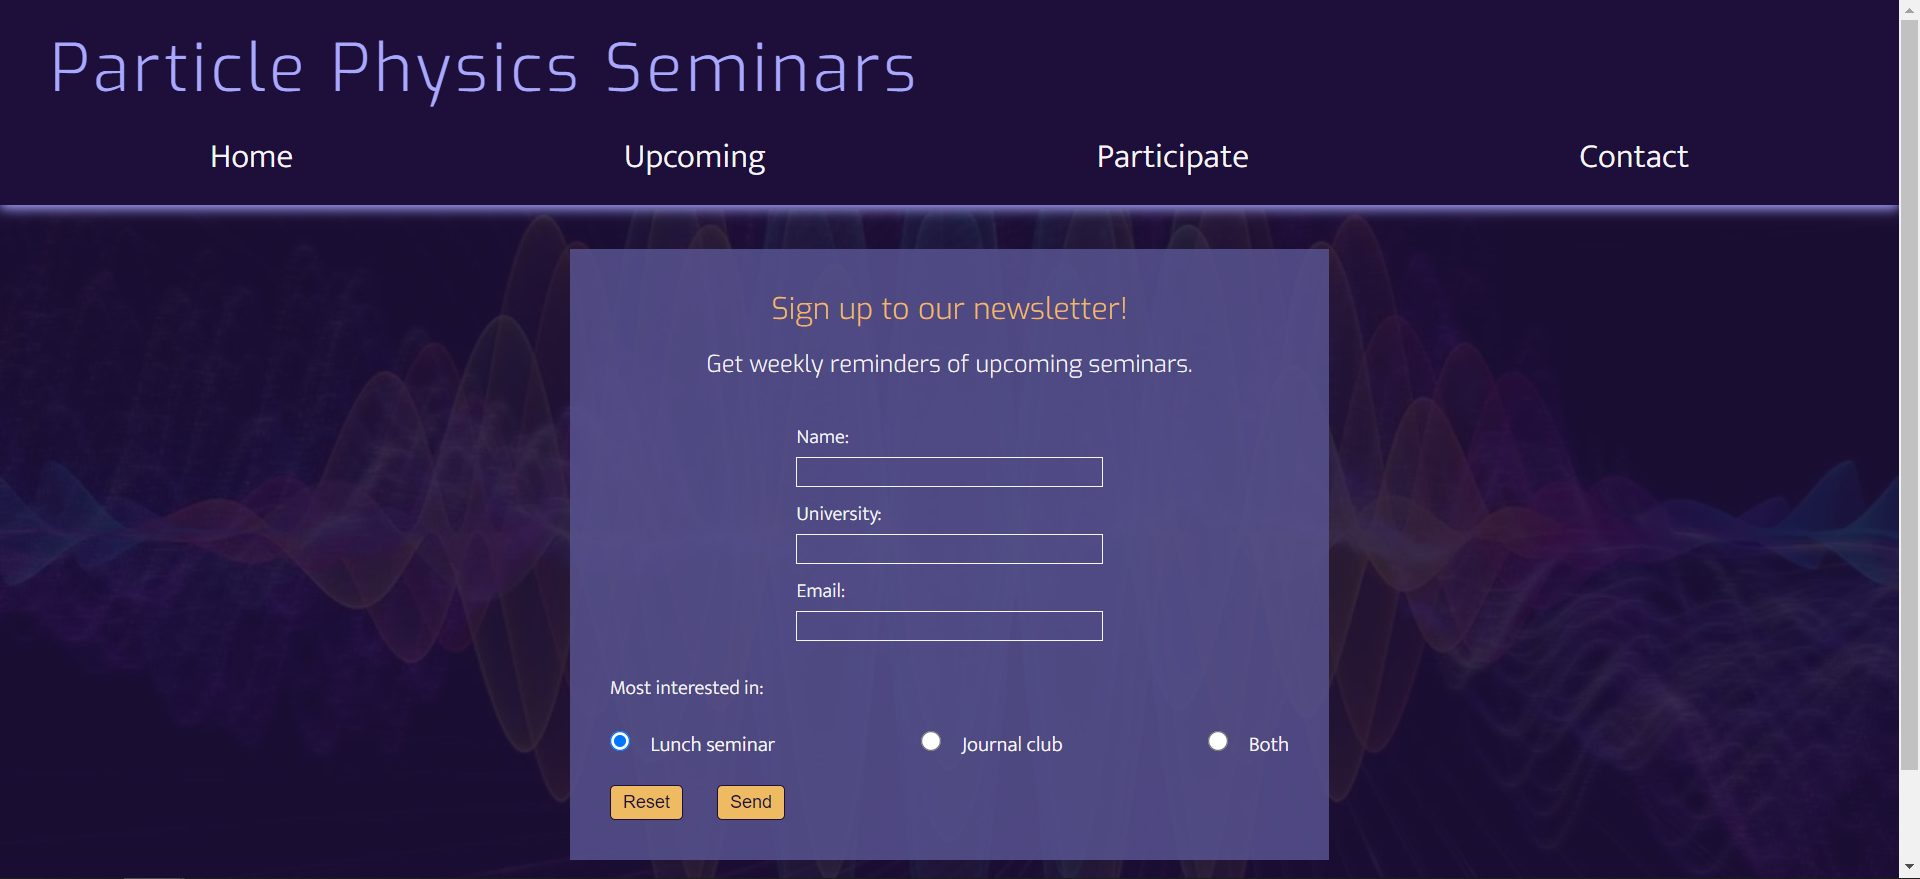 Particle Physics Seminars
Home Upcoming Participate Contact
Sign up to our newsletter!
Get weekly reminders of upcoming seminars.
Name:
University:
Email:
Most interested in:
Lunch seminar Journal club Both
Reset Send